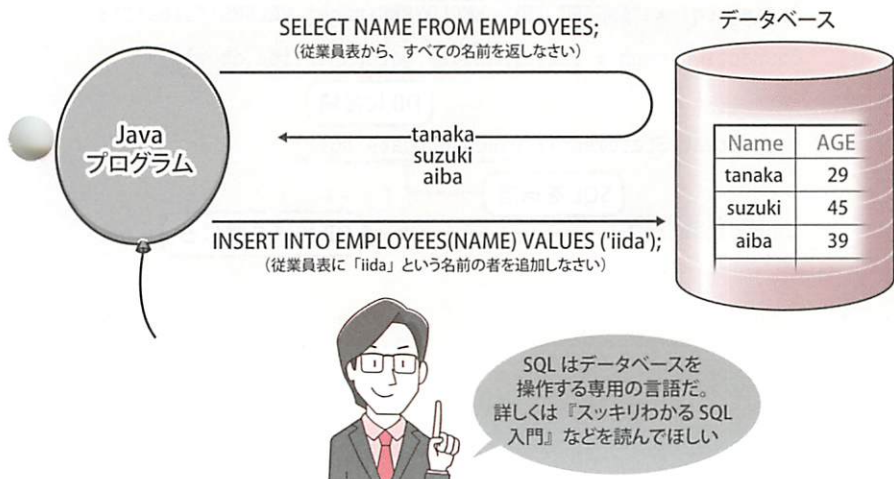 データベース
SELECT NAME FROM EMPLOYEES;
(従業員表から、すべての名前を返しなさい)
Java
プログラム
tanaka
suzuki
aiba
Name AGE
tanaka 29
suzuki 45
aiba 39
INSERT INTO EMPLOYEES(NAME) VALUES ('iida');
(従業員表に「iida」という名前の者を追加しなさい)
SQL はデータベースを
操作する専用の言語だ。
詳しくは『スッキリわかる SQL
入門』などを読んでほしい